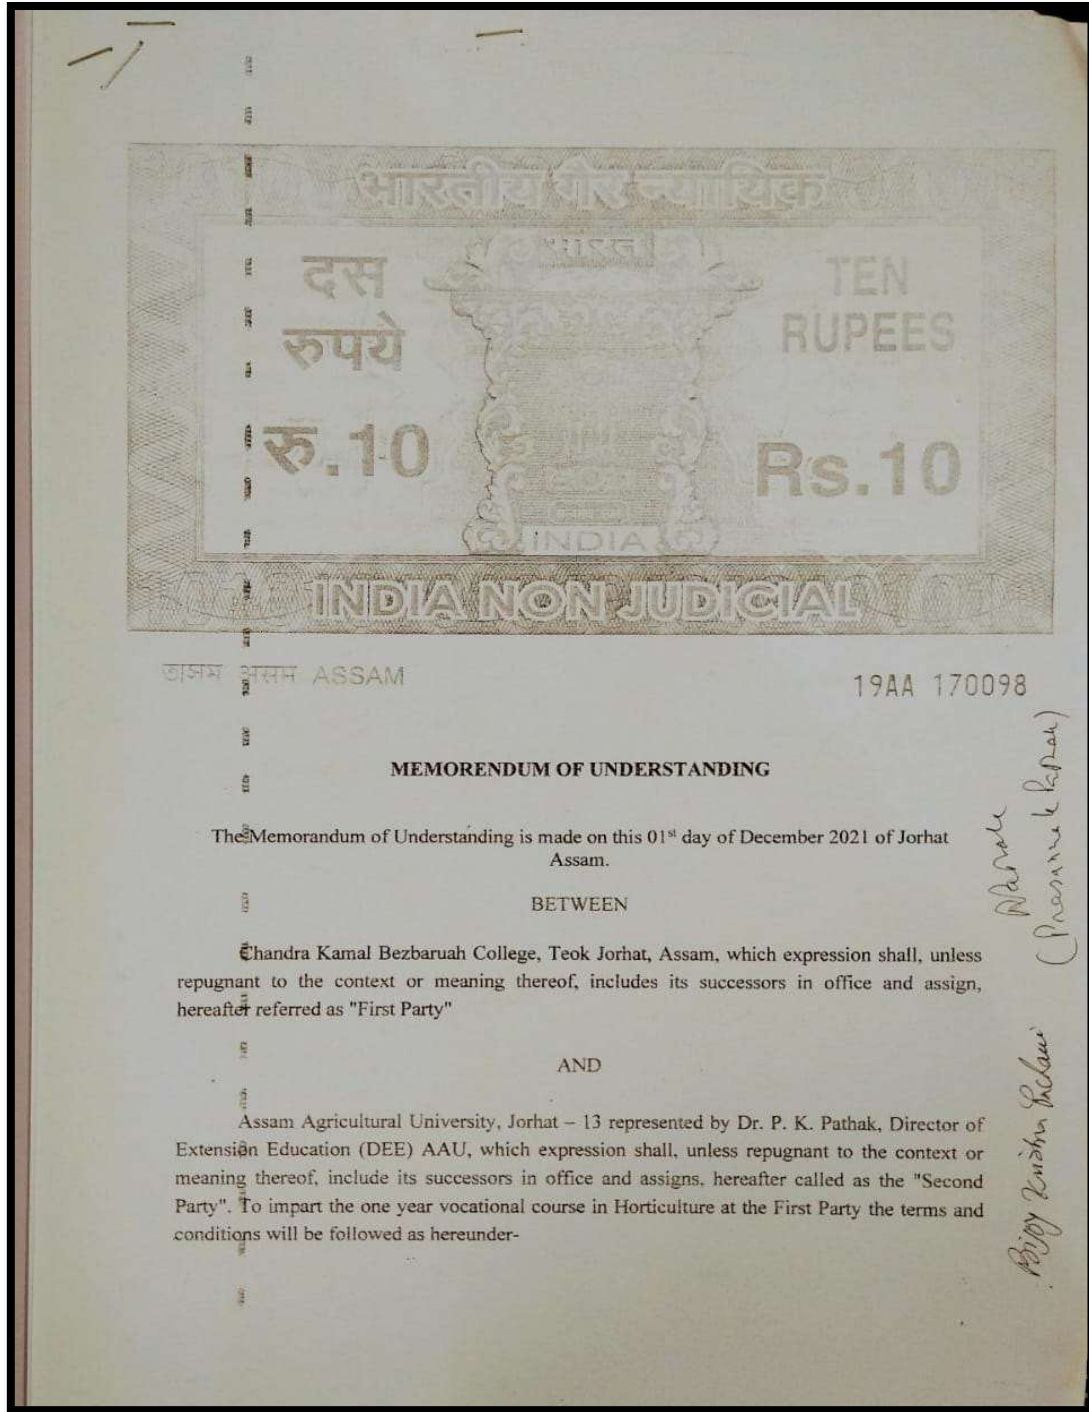 भारतीय गैर न्यायिक
भारत
दस
रुपये
रु.10
TEN
RUPEES
Rs.10
INDIA
INDIA NON JUDICIAL
অসম असम ASSAM
19AA 170098
MEMORENDUM OF UNDERSTANDING
The Memorandum of Understanding is made on this 01st day of December 2021 of Jorhat
Assam.
BETWEEN
Chandra Kamal Bezbaruah College, Teok Jorhat, Assam, which expression shall, unless
repugnant to the context or meaning thereof, includes its successors in office and assign,
hereafter referred as "First Party"
AND
Assam Agricultural University, Jorhat – 13 represented by Dr. P. K. Pathak, Director of
Extension Education (DEE) AAU, which expression shall, unless repugnant to the context or
meaning thereof, include its successors in office and assigns, hereafter called as the "Second
Party". To impart the one year vocational course in Horticulture at the First Party the terms and
conditions will be followed as hereunder-
Bijoy Krishna